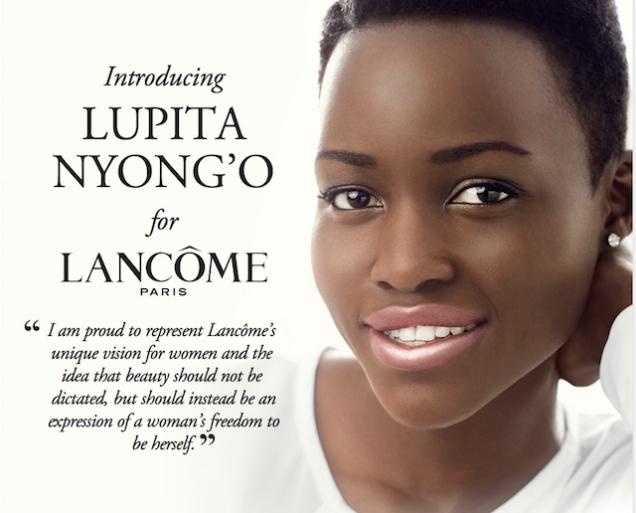 Introducing
LUPITA
NYONG’O
for
LANCÔME
PARIS
“ I am proud to represent Lancôme’s
unique vision for women and the
idea that beauty should not be
dictated, but should instead be an
expression of a woman’s freedom to
be herself. ”